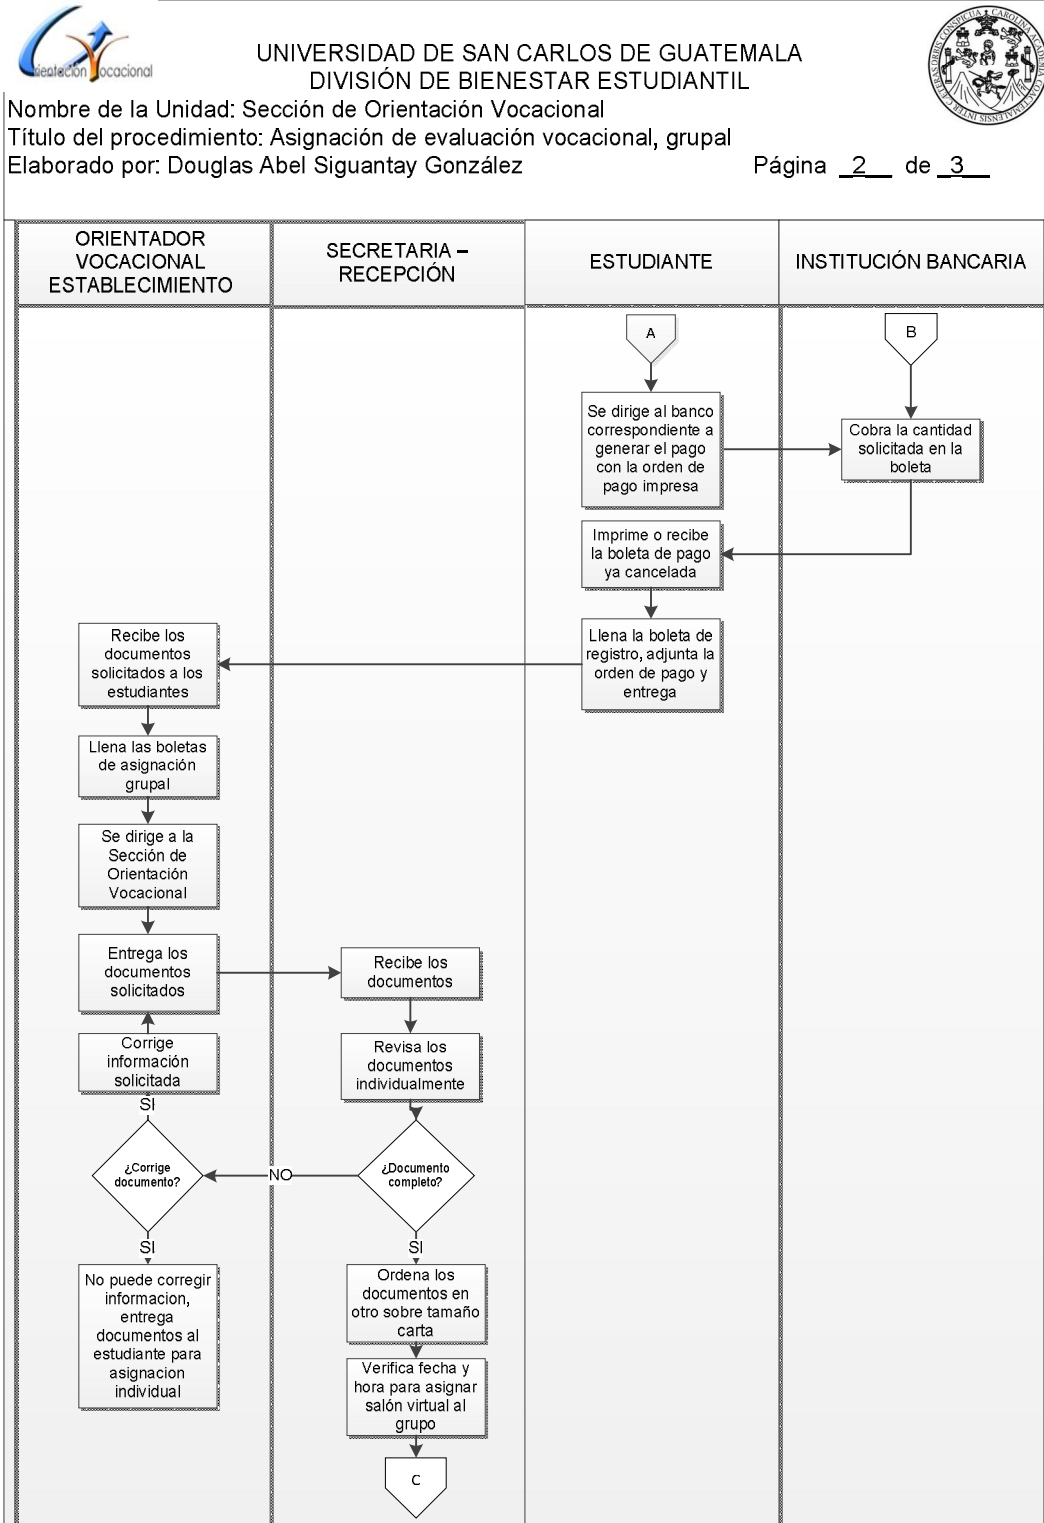 Orientación Vocacional
UNIVERSIDAD DE SAN CARLOS DE GUATEMALA
DIVISIÓN DE BIENESTAR ESTUDIANTIL
Nombre de la Unidad: Sección de Orientación Vocacional
Título del procedimiento: Asignación de evaluación vocacional, grupal
Elaborado por: Douglas Abel Siguantay González
Página 2 de 3
ORIENTADOR
VOCACIONAL
ESTABLECIMIENTO
SECRETARIA –
RECEPCIÓN
ESTUDIANTE
INSTITUCIÓN BANCARIA
A
B
Se dirige al banco
correspondiente a
generar el pago
con la orden de
pago impresa
Cobra la cantidad
solicitada en la
boleta
Imprime o recibe
la boleta de pago
ya cancelada
Llena la boleta de
registro, adjunta la
orden de pago y
entrega
Recibe los
documentos
solicitados a los
estudiantes
Llena las boletas
de asignación
grupal
Se dirige a la
Sección de
Orientación
Vocacional
Entrega los
documentos
solicitados
Recibe los
documentos
Corrige
información
solicitada
Revisa los
documentos
individualmente
SI
¿Corrige
documento?
NO
¿Documento
completo?
SI
SI
No puede corregir
informacion,
entrega
documentos al
estudiante para
asignacion
individual
Ordena los
documentos en
otro sobre tamaño
carta
Verifica fecha y
hora para asignar
salón virtual al
grupo
C